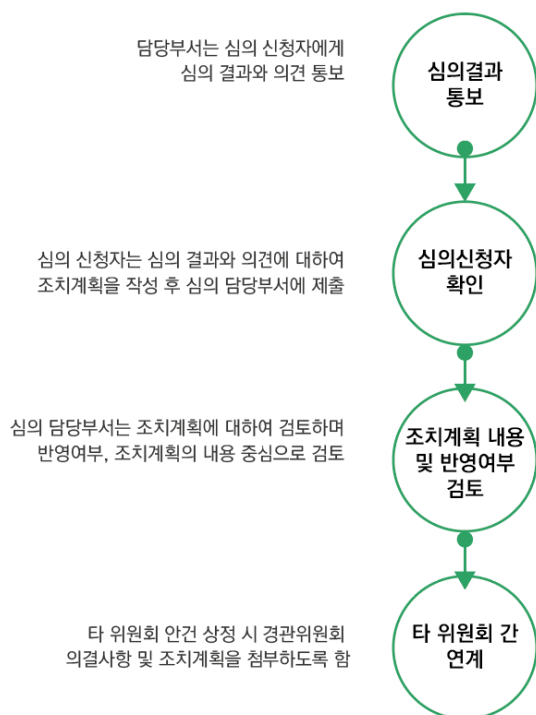 담당부서는 심의 신청자에게
심의 결과와 의견 통보
심의결과
통보
심의 신청자는 심의 결과와 의견에 대하여
조치계획을 작성 후 심의 담당부서에 제출
심의신청자
확인
심의 담당부서는 조치계획에 대하여 검토하며
반영여부, 조치계획의 내용 중심으로 검토
조치계획 내용
및 반영여부
검토
타 위원회 안건 상정 시 경관위원회
의결사항 및 조치계획을 첨부하도록 함
타 위원회 간
연계